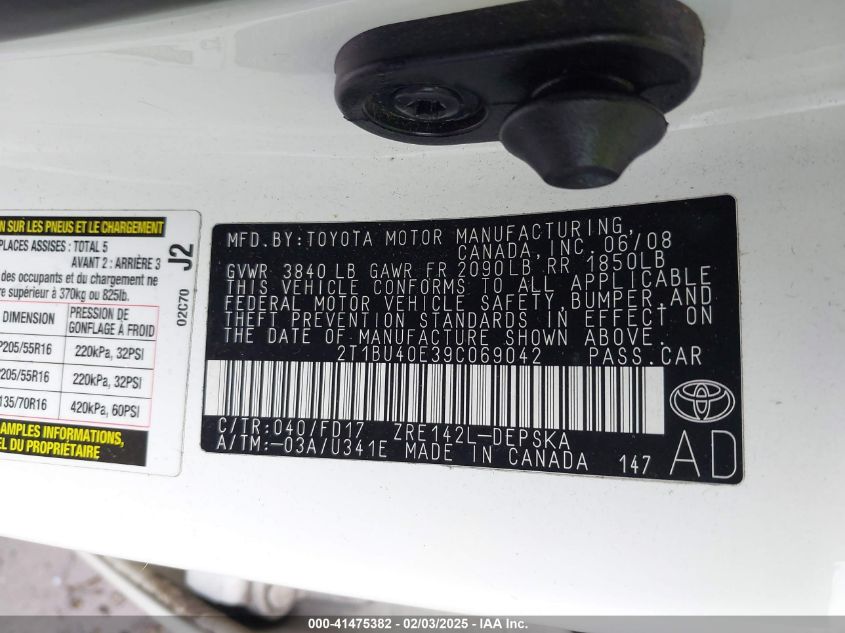 ON SUR LES PNEUS ET LE CHARGEMENT
PLACES ASSISES : TOTAL 5
AVANT 2 : ARRIÈRE 3
des occupants et du chargement ne
re supérieur à 370kg ou 825lb.
DIMENSION PRESSION DE GONFLAGE À FROID
P205/55R16 220kPa, 32PSI
P205/55R16 220kPa, 32PSI
135/70R16 420kPa, 60PSI
AMPLES INFORMATIONS,
DU PROPRIÉTAIRE
J2
02C70
MFD.BY:TOYOTA MOTOR MANUFACTURING,
CANADA, INC. 06/08
GVWR 3840 LB GAWR FR 2090LB RR 1850LB
THIS VEHICLE CONFORMS TO ALL APPLICABLE
FEDERAL MOTOR VEHICLE SAFETY, BUMPER, AND
THEFT PREVENTION STANDARDS IN EFFECT ON
THE DATE OF MANUFACTURE SHOWN ABOVE.
2T1BU40E39C069042 PASS.CAR
C/TR:040/FD17 ZRE142L-DEPSKA
A/TM:-03A/U341E MADE IN CANADA 147
AD
000-41475382 - 02/03/2025 - IAAI.COM